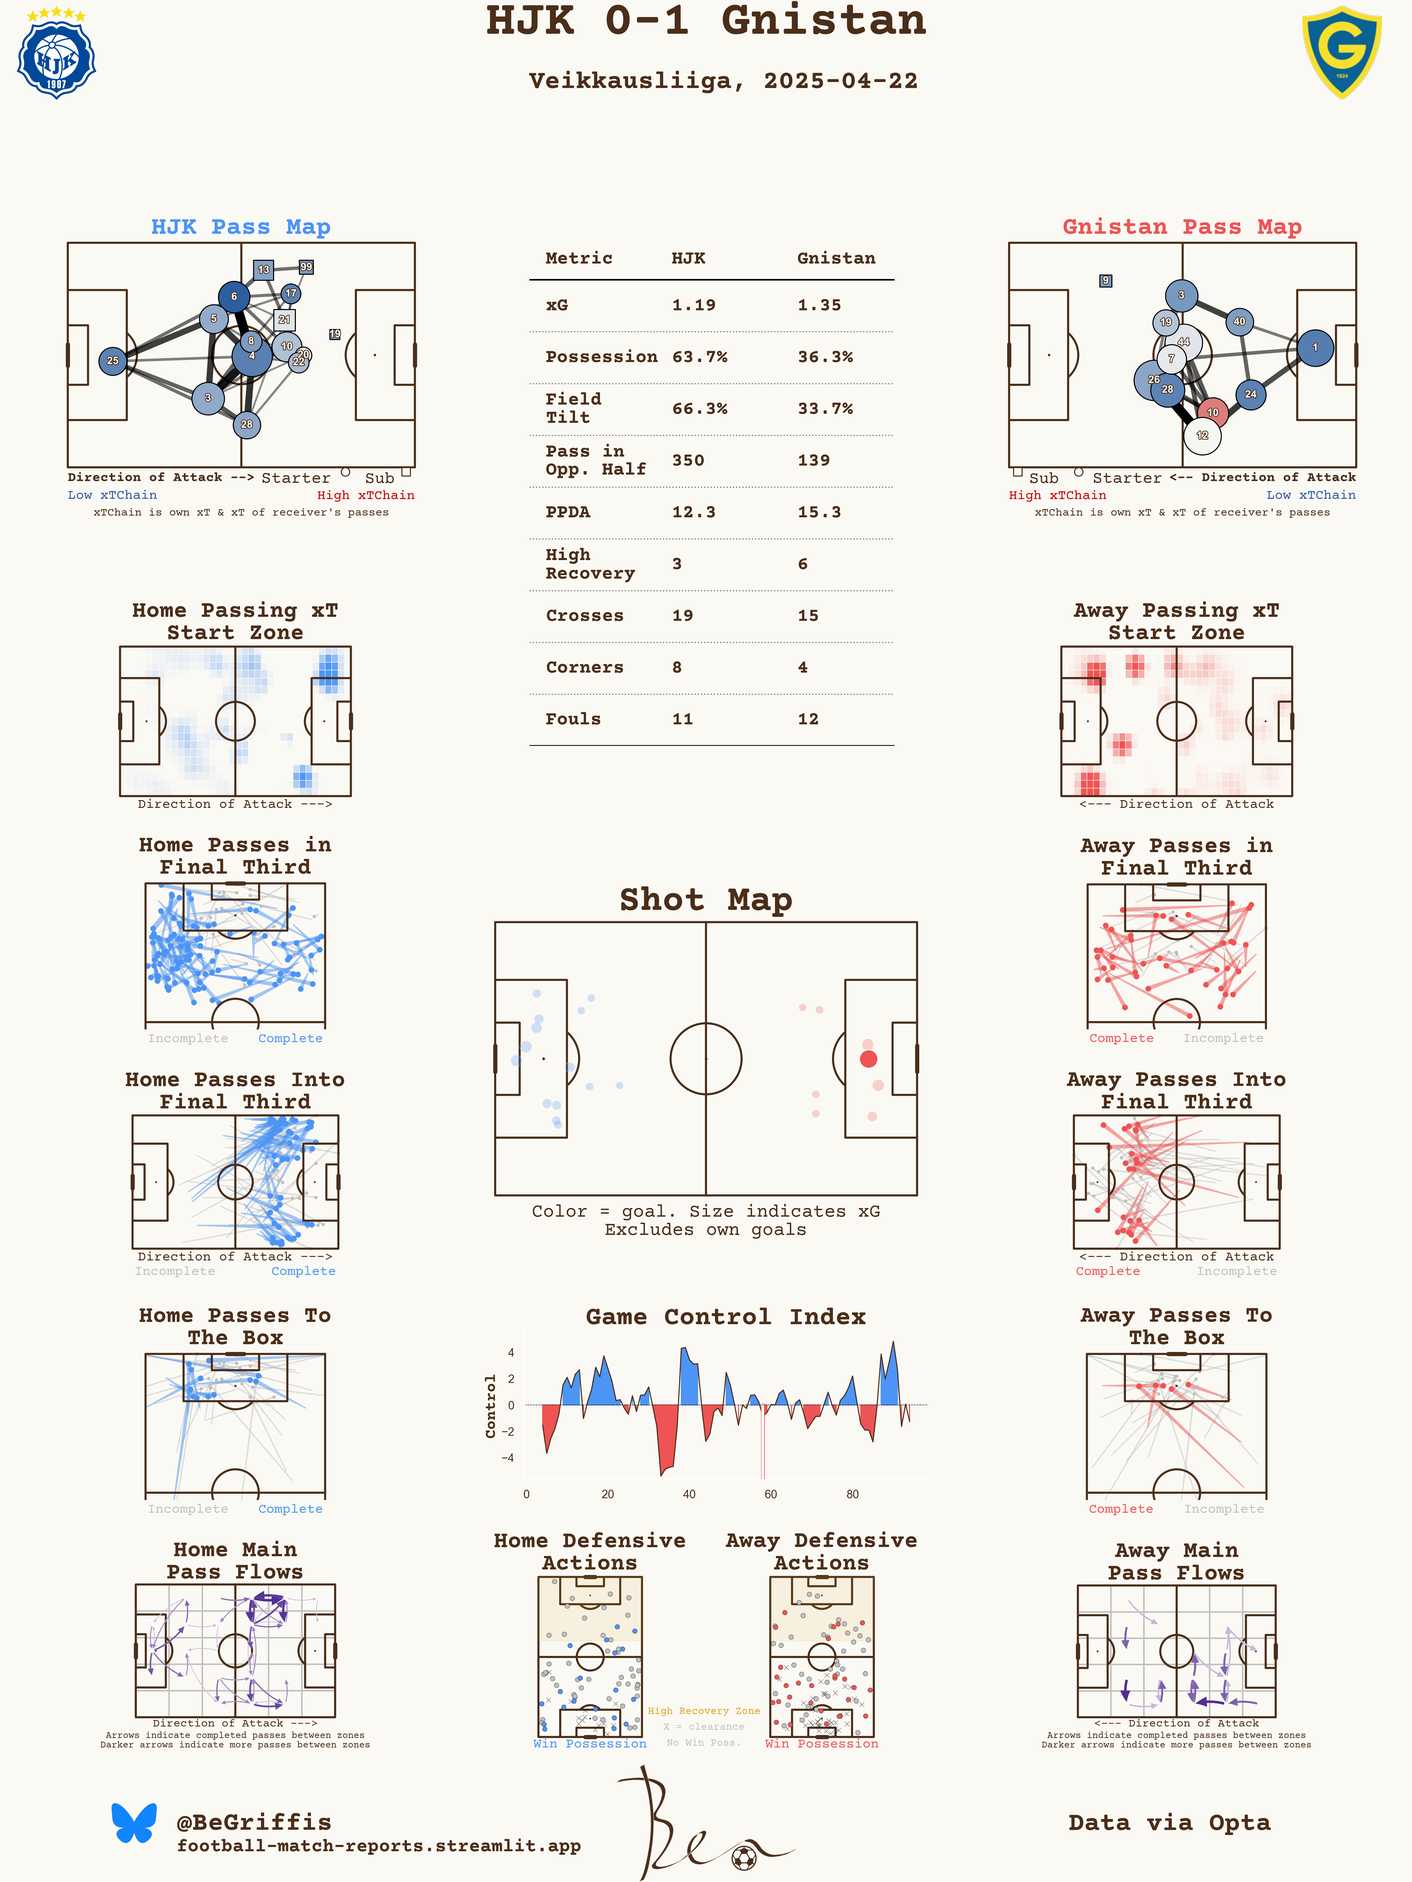 HJK 0-1 Gnistan
Veikkausliiga, 2025-04-22
HJK
1907
G
1924
HJK Pass Map
13
99
6
17
5
21
19
8
10
25
4
20
22
3
28
Direction of Attack --> Starter Sub
Low xTChain High xTChain
xTChain is own xT & xT of receiver's passes
Metric HJK Gnistan
xG 1.19 1.35
Possession 63.7% 36.3%
Field
Tilt 66.3% 33.7%
Pass in
Opp. Half 350 139
PPDA 12.3 15.3
High
Recovery 3 6
Crosses 19 15
Corners 8 4
Fouls 11 12
Gnistan Pass Map
9
3
19
40
44
1
7
26
28
24
10
12
Sub Starter <-- Direction of Attack
High xTChain Low xTChain
xTChain is own xT & xT of receiver's passes
Home Passing xT
Start Zone
Direction of Attack --->
Away Passing xT
Start Zone
<--- Direction of Attack
Home Passes in
Final Third
Incomplete Complete
Shot Map
Color = goal. Size indicates xG
Excludes own goals
Away Passes in
Final Third
Complete Incomplete
Home Passes Into
Final Third
Direction of Attack --->
Incomplete Complete
Away Passes Into
Final Third
<--- Direction of Attack
Complete Incomplete
Home Passes To
The Box
Incomplete Complete
Game Control Index
Control
4
2
0
−2
−4
0 20 40 60 80
Away Passes To
The Box
Complete Incomplete
Home Main
Pass Flows
Direction of Attack --->
Arrows indicate completed passes between zones
Darker arrows indicate more passes between zones
Home Defensive
Actions
Win Possession
Away Defensive
Actions
Win Possession
High Recovery Zone
X = clearance
No Win Poss.
Away Main
Pass Flows
<--- Direction of Attack
Arrows indicate completed passes between zones
Darker arrows indicate more passes between zones
@BeGriffis
football-match-reports.streamlit.app
Ben
Data via Opta